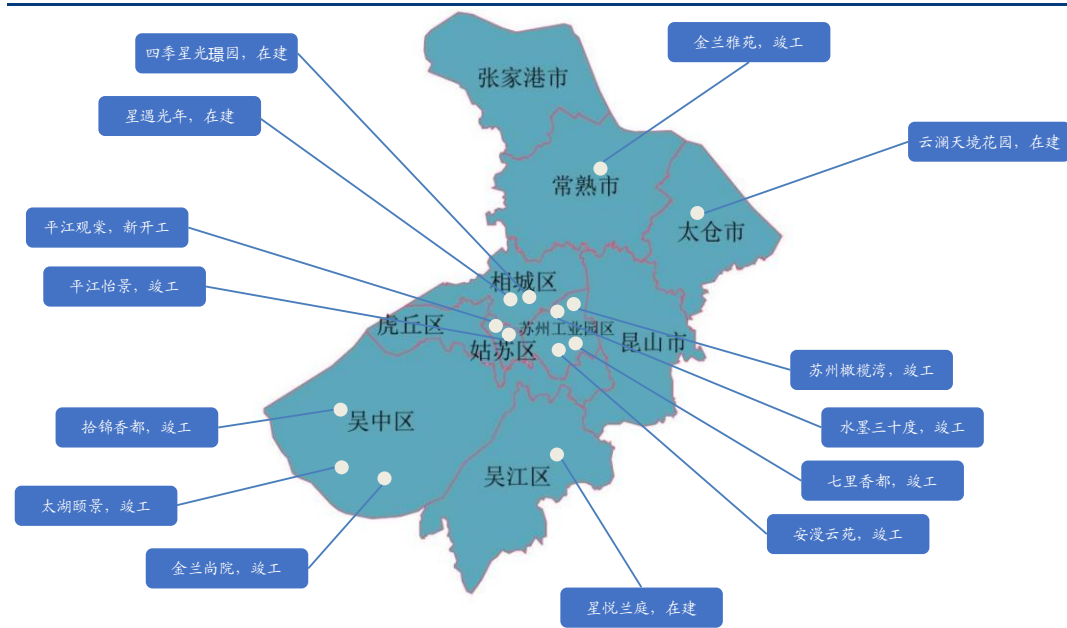 四季星光璟园，在建
金兰雅苑，竣工
张家港市
星遇光年，在建
云澜天境花园，在建
常熟市
平江观棠，新开工
太仓市
平江怡景，竣工
相城区
虎丘区
苏州工业园区
姑苏区
昆山市
苏州橄榄湾，竣工
拾锦香都，竣工
吴中区
水墨三十度，竣工
吴江区
七里香都，竣工
太湖颐景，竣工
安漫云苑，竣工
金兰尚院，竣工
星悦兰庭，在建